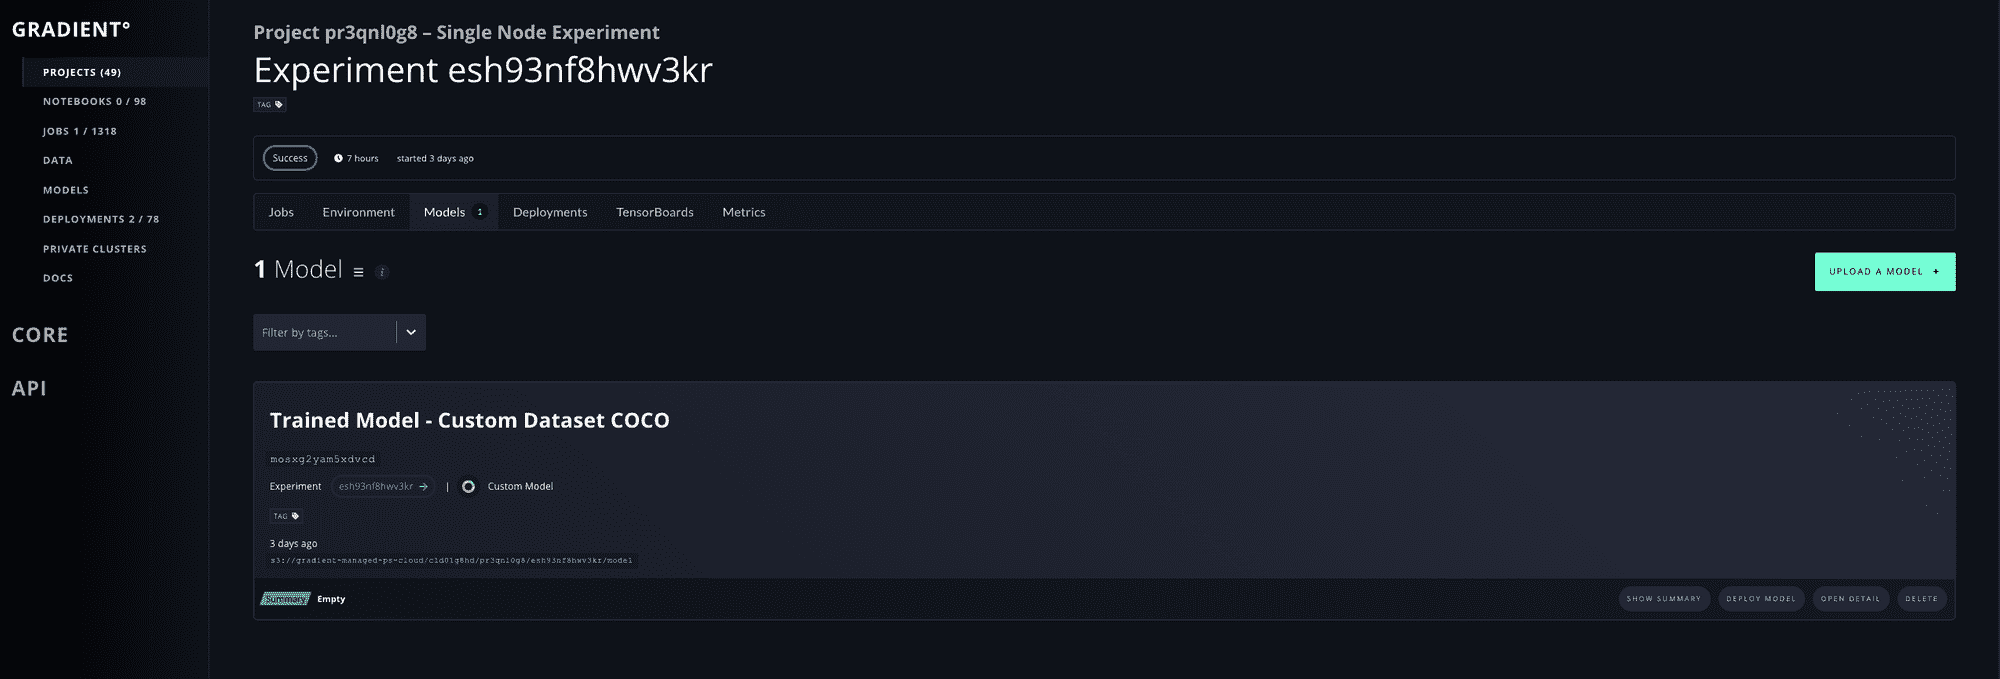 GRADIENT°
PROJECTS (49)
NOTEBOOKS 0 / 98
JOBS 1 / 1318
DATA
MODELS
DEPLOYMENTS 2 / 78
PRIVATE CLUSTERS
DOCS
CORE
API
Project pr3qnl0g8 – Single Node Experiment
Experiment esh93nf8hwv3kr
TAG
Success 7 hours started 3 days ago
Jobs Environment Models 1 Deployments TensorBoards Metrics
1 Model i
UPLOAD A MODEL +
Filter by tags...
Trained Model - Custom Dataset COCO
mosxg2yam5xdvcd
Experiment esh93nf8hwv3kr → | Custom Model
TAG
3 days ago
s3://gradient-managed-ps-cloud/cld01g8hd/pr3qnl0g8/esh93nf8hwv3kr/model
Summary Empty
SHOW SUMMARY DEPLOY MODEL OPEN DETAIL DELETE